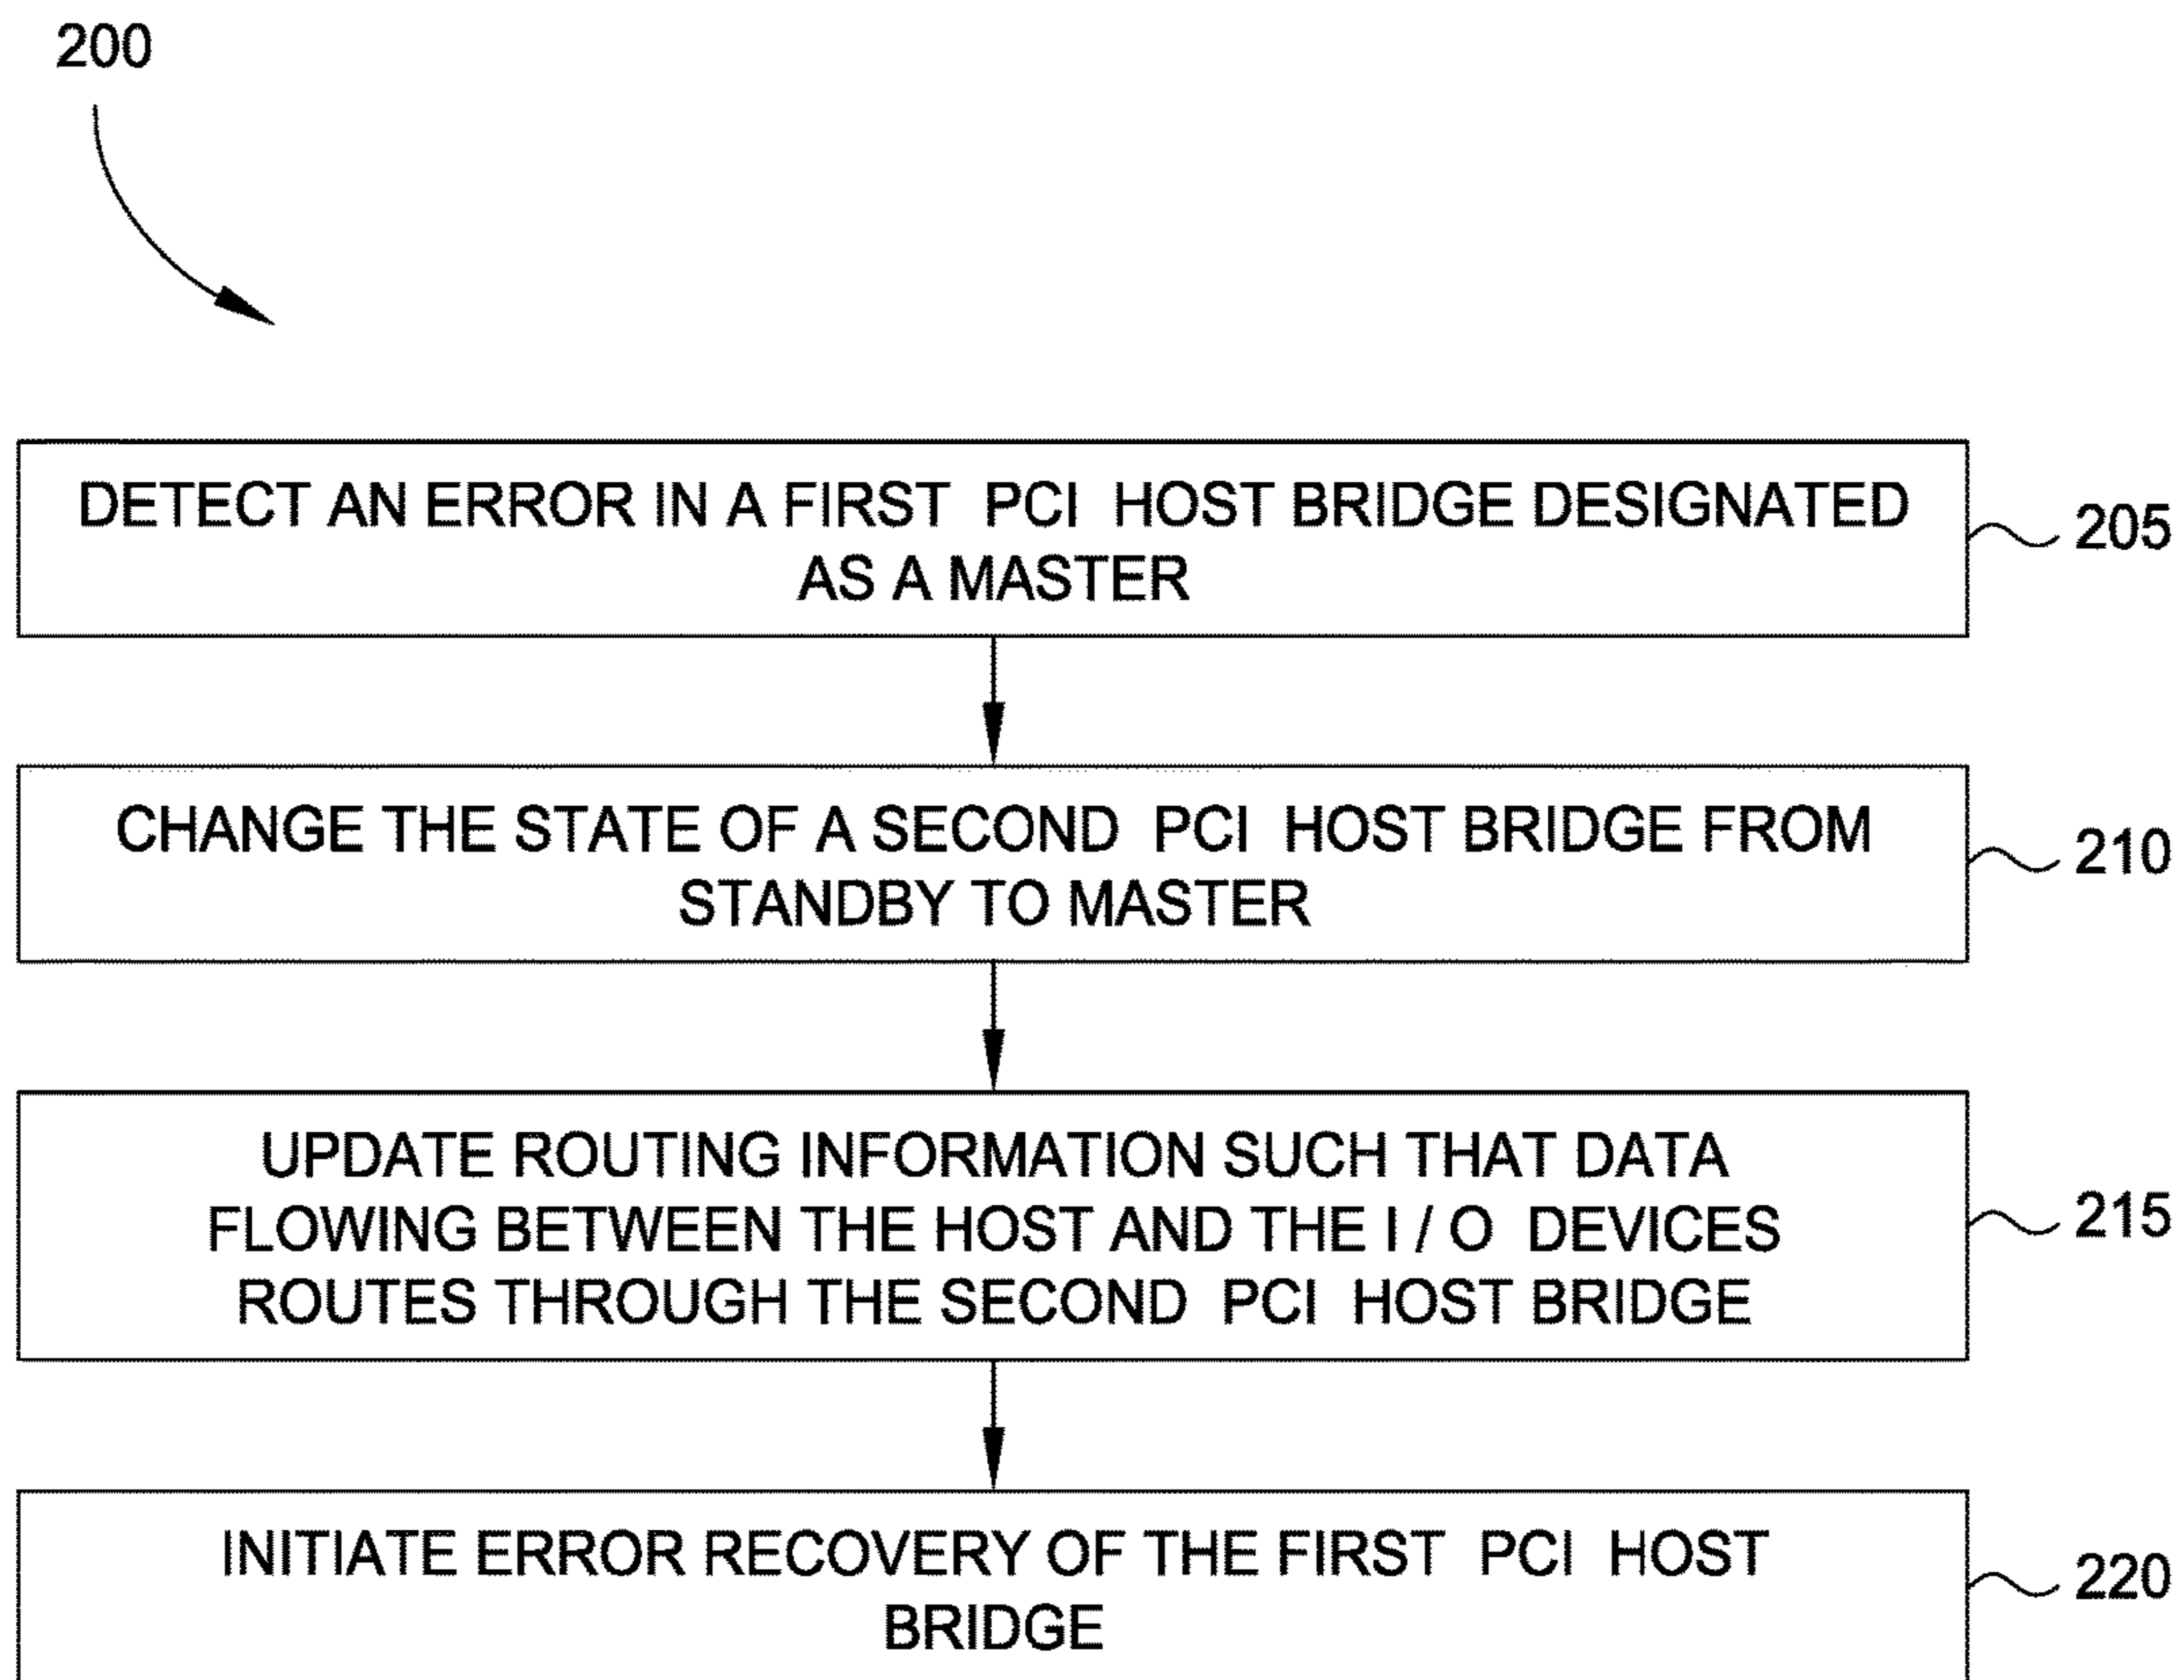 200
DETECT AN ERROR IN A FIRST PCI HOST BRIDGE DESIGNATED
AS A MASTER
205
CHANGE THE STATE OF A SECOND PCI HOST BRIDGE FROM
STANDBY TO MASTER
210
UPDATE ROUTING INFORMATION SUCH THAT DATA
FLOWING BETWEEN THE HOST AND THE I / O DEVICES
ROUTES THROUGH THE SECOND PCI HOST BRIDGE
215
INITIATE ERROR RECOVERY OF THE FIRST PCI HOST
BRIDGE
220